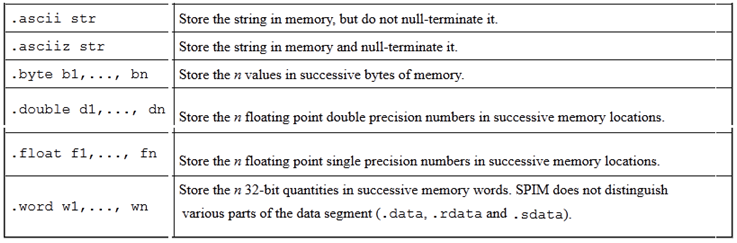 .ascii str Store the string in memory, but do not null-terminate it.
.asciiz str Store the string in memory and null-terminate it.
.byte b1,..., bn Store the n values in successive bytes of memory.
.double d1,..., dn Store the n floating point double precision numbers in successive memory locations.
.float f1,..., fn Store the n floating point single precision numbers in successive memory locations.
.word w1,..., wn Store the n 32-bit quantities in successive memory words. SPIM does not distinguish
various parts of the data segment (.data, .rdata and .sdata).